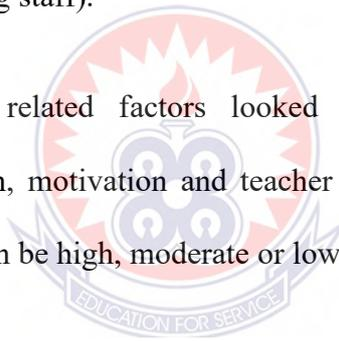 g staff).
related factors looked
n, motivation and teacher
n be high, moderate or low
EDUCATION FOR SERVICE